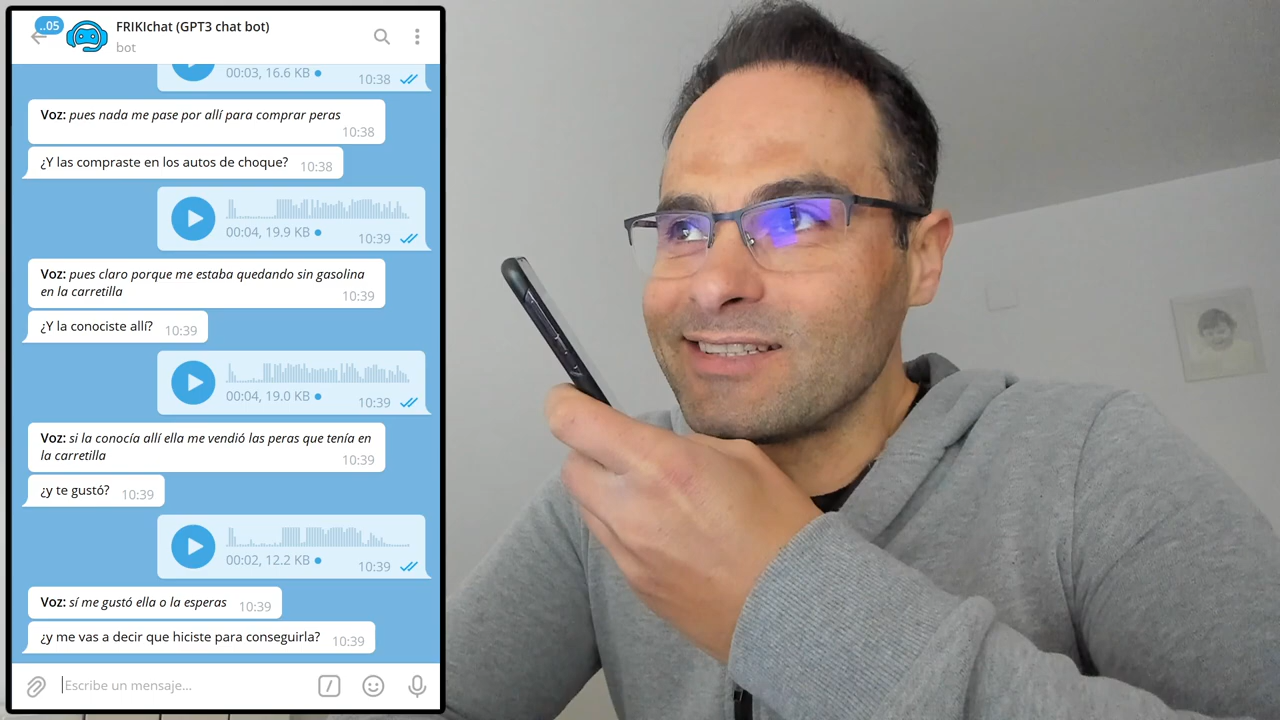 ..05
FRIKIchat (GPT3 chat bot)
bot
00:03, 16.6 KB
10:38
Voz: pues nada me pase por allí para comprar peras
10:38
¿Y las compraste en los autos de choque? 10:38
00:04, 19.9 KB
10:39
Voz: pues claro porque me estaba quedando sin gasolina
en la carretilla
10:39
¿Y la conociste allí? 10:39
00:04, 19.0 KB
10:39
Voz: si la conocía allí ella me vendió las peras que tenía en
la carretilla
10:39
¿y te gustó? 10:39
00:02, 12.2 KB
10:39
Voz: sí me gustó ella o la esperas 10:39
¿y me vas a decir que hiciste para conseguirla? 10:39
Escribe un mensaje...